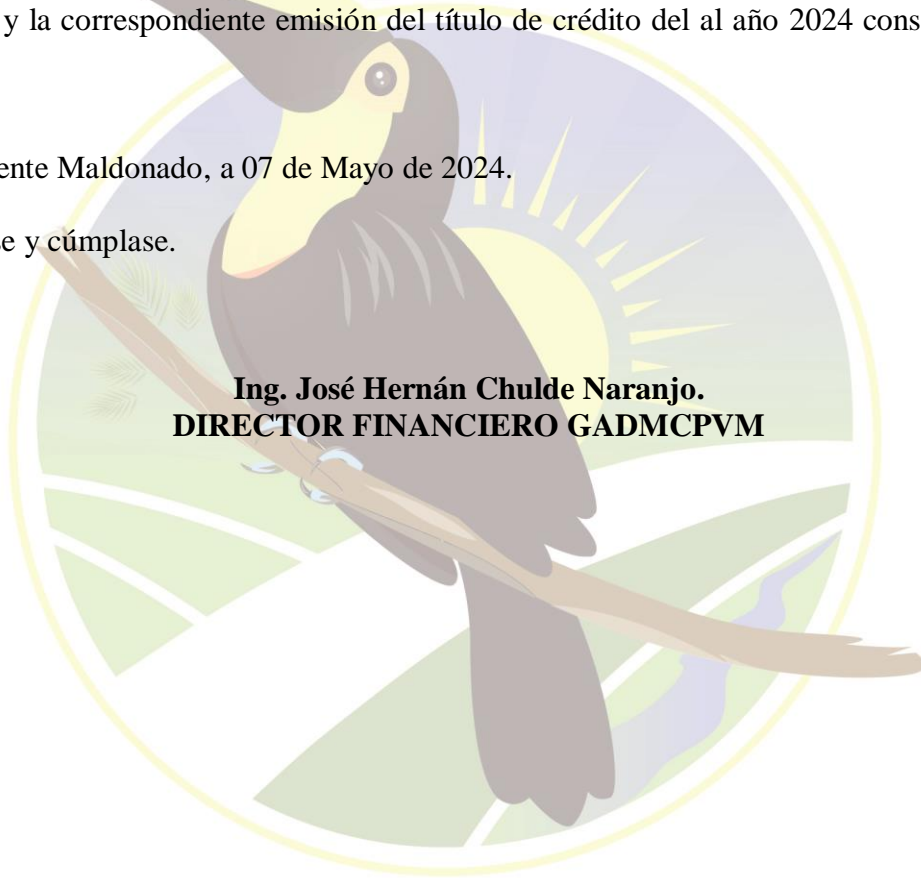 y la correspondiente emisión del título de crédito del al año 2024 cons
ente Maldonado, a 07 de Mayo de 2024.
e y cúmplase.
Ing. José Hernán Chulde Naranjo.
DIRECTOR FINANCIERO GADMCPVM